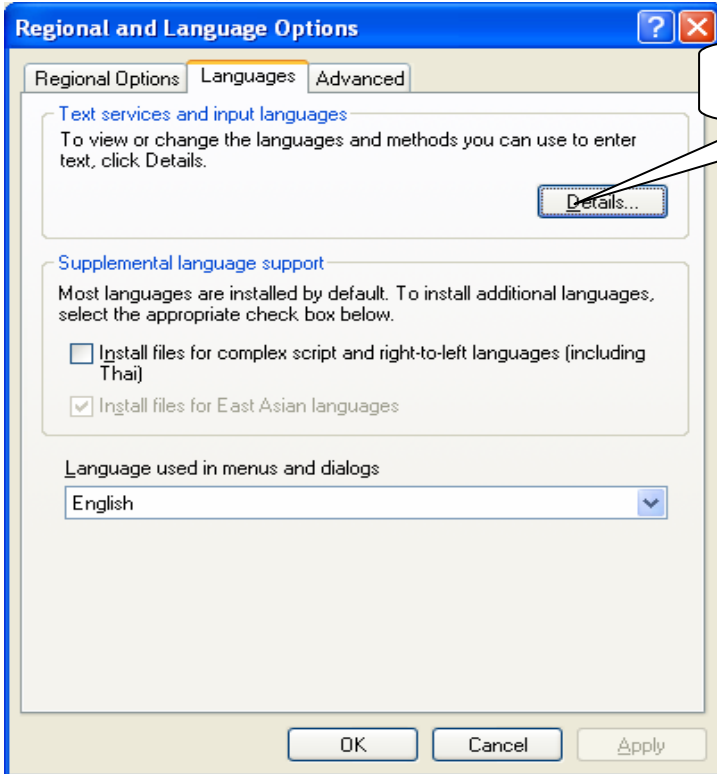 Regional and Language Options
Regional Options Languages Advanced
Text services and input languages
To view or change the languages and methods you can use to enter
text, click Details.
Details...
Supplemental language support
Most languages are installed by default. To install additional languages,
select the appropriate check box below.
Install files for complex script and right-to-left languages (including
Thai)
Install files for East Asian languages
Language used in menus and dialogs
English
OK Cancel Apply